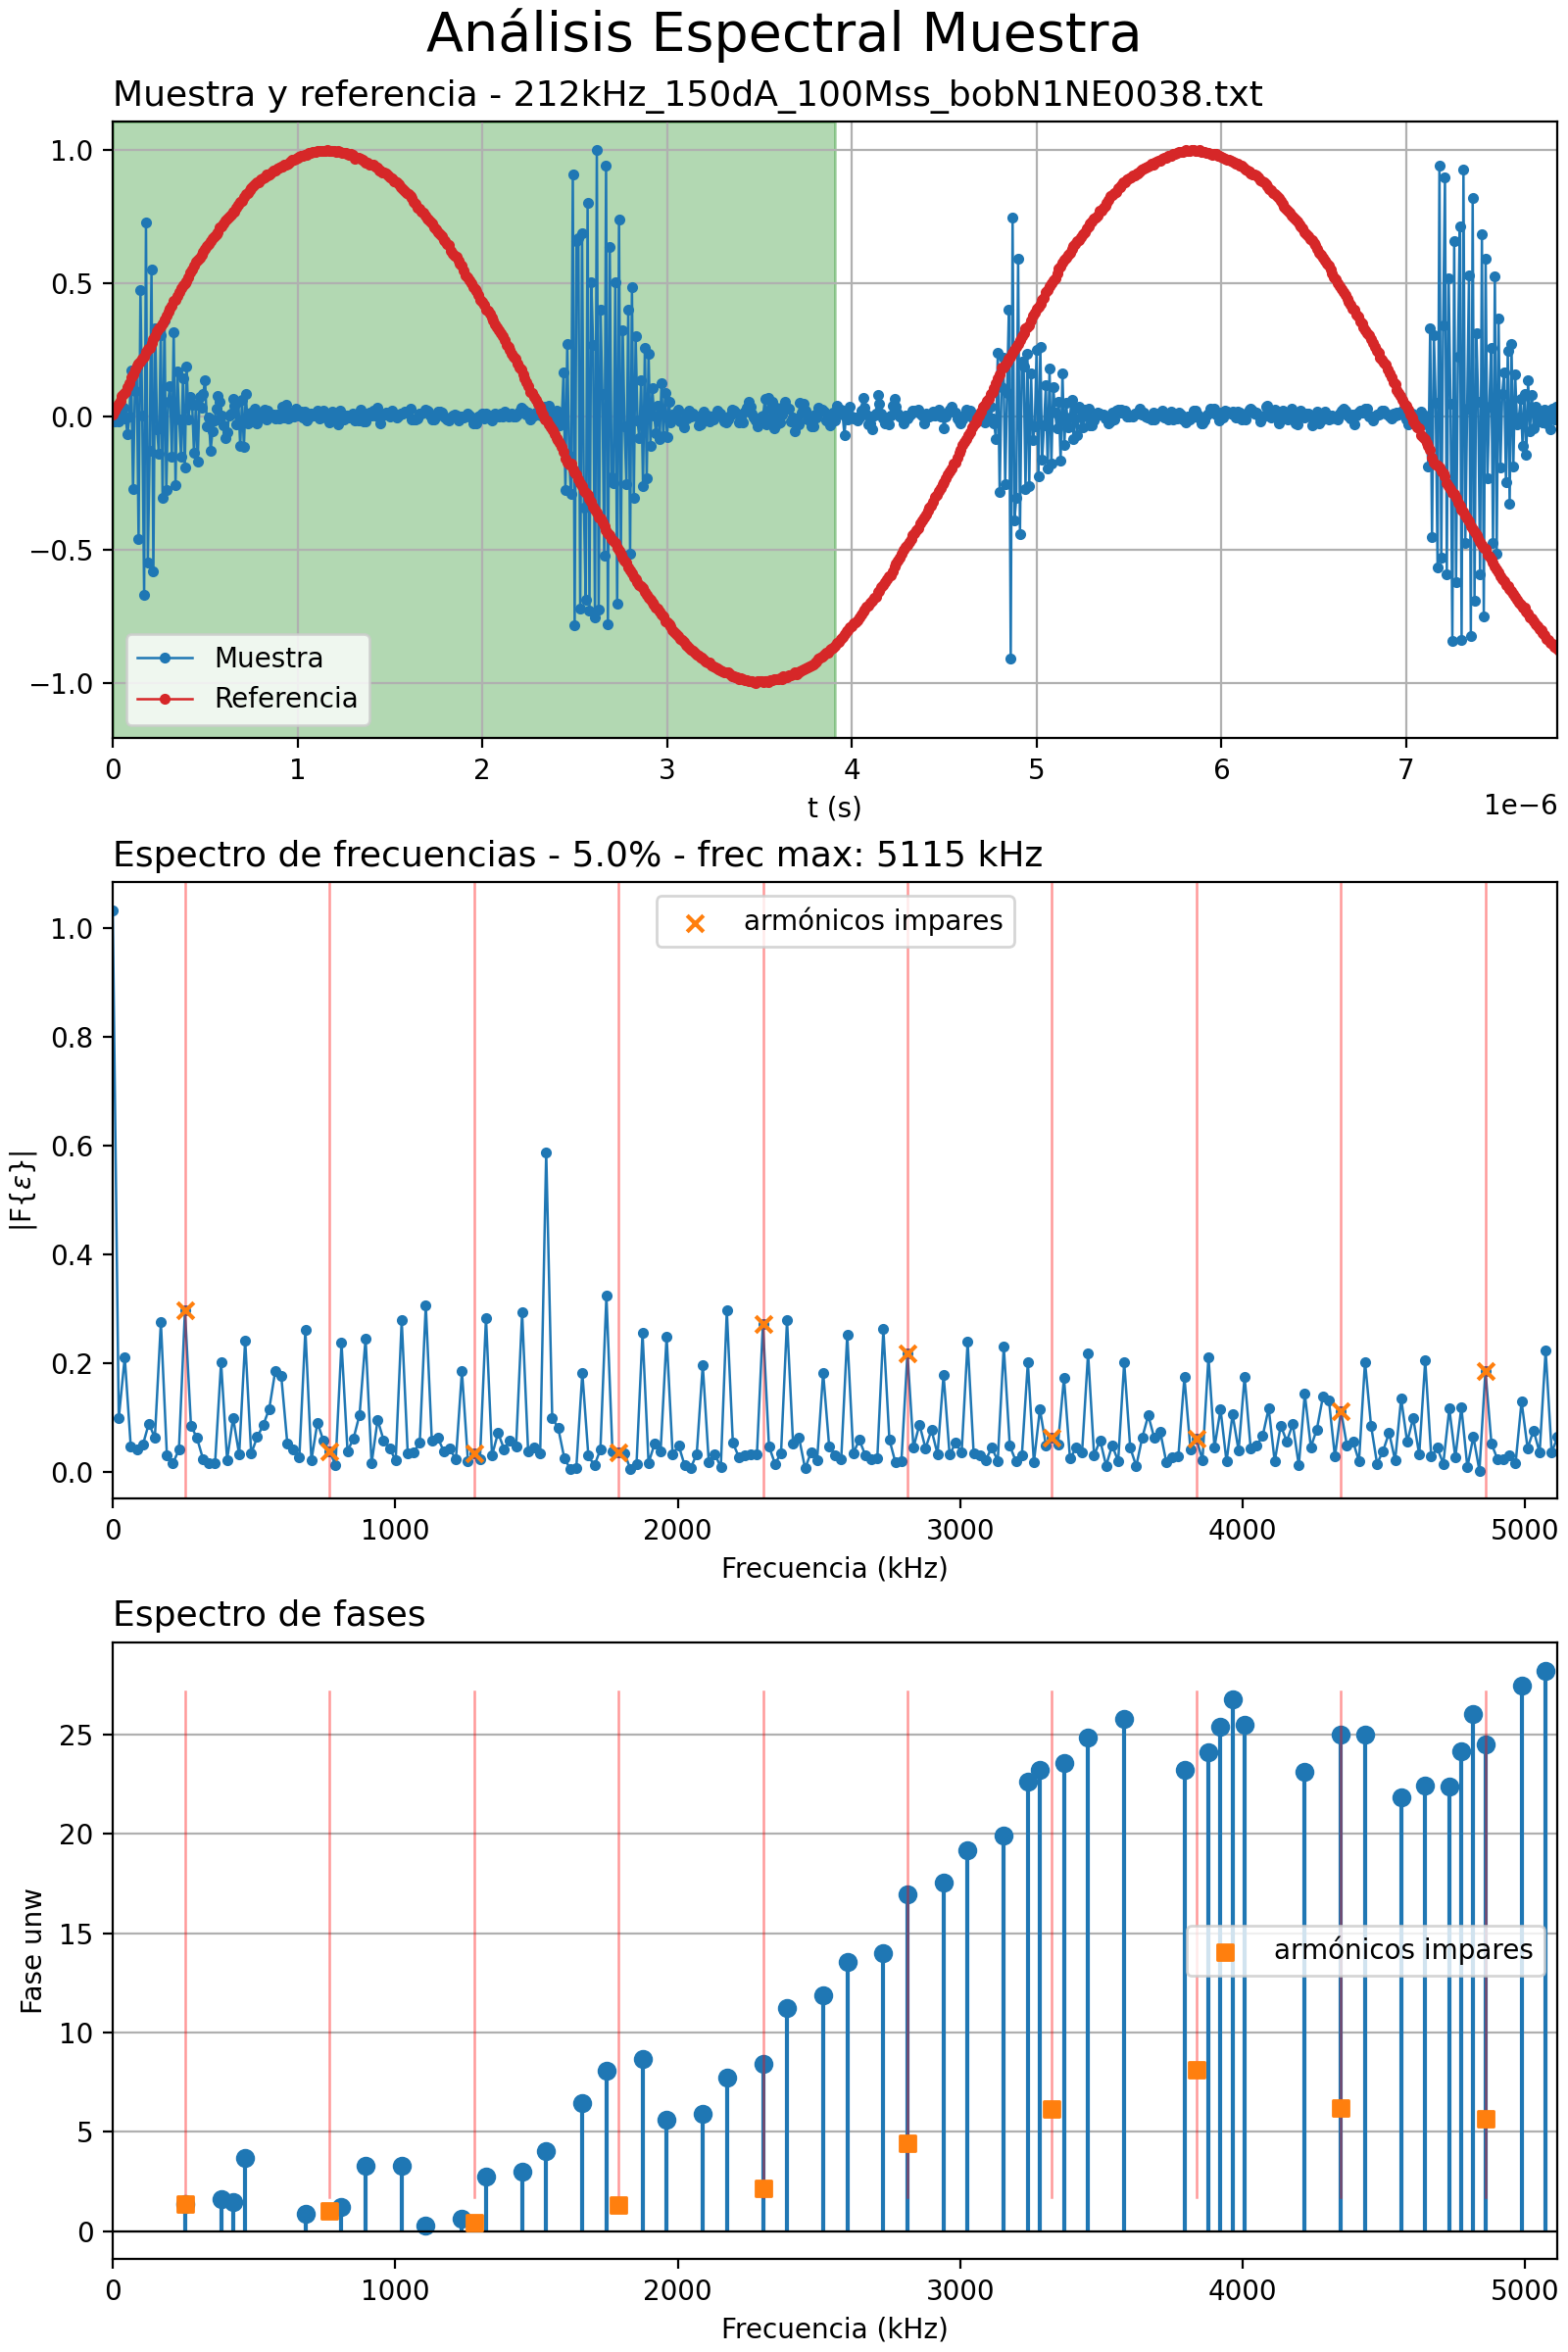 Análisis Espectral Muestra
Muestra y referencia - 212kHz_150dA_100Mss_bobN1NE0038.txt
1.0
0.5
0.0
−0.5
−1.0
Muestra
Referencia
0 1 2 3 4 5 6 7
t (s)
1e−6
Espectro de frecuencias - 5.0% - frec max: 5115 kHz
armónicos impares
1.0
0.8
0.6
0.4
0.2
0.0
|F{ε}|
0 1000 2000 3000 4000 5000
Frecuencia (kHz)
Espectro de fases
25
20
15
10
5
0
Fase unw
armónicos impares
0 1000 2000 3000 4000 5000
Frecuencia (kHz)